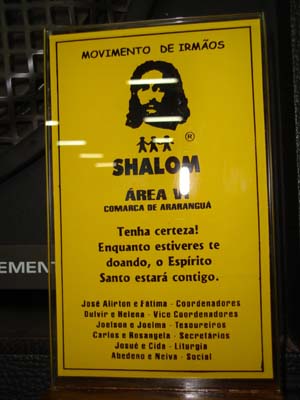 MOVIMENTO DE IRMÃOS
®
SHALOM
ÁREA VI
COMARCA DE ARARANGUÁ
Tenha certeza!
Enquanto estiveres te
doando, o Espírito
Santo estará contigo.
José Alirton e Fátima - Coordenadores
Dulvir e Helena - Vice Coordenadores
Joelson e Joelma - Tesoureiros
Carlos e Rosangela - Secretários
Josué e Cida - Liturgia
Abedeno e Neiva - Social
EMENT